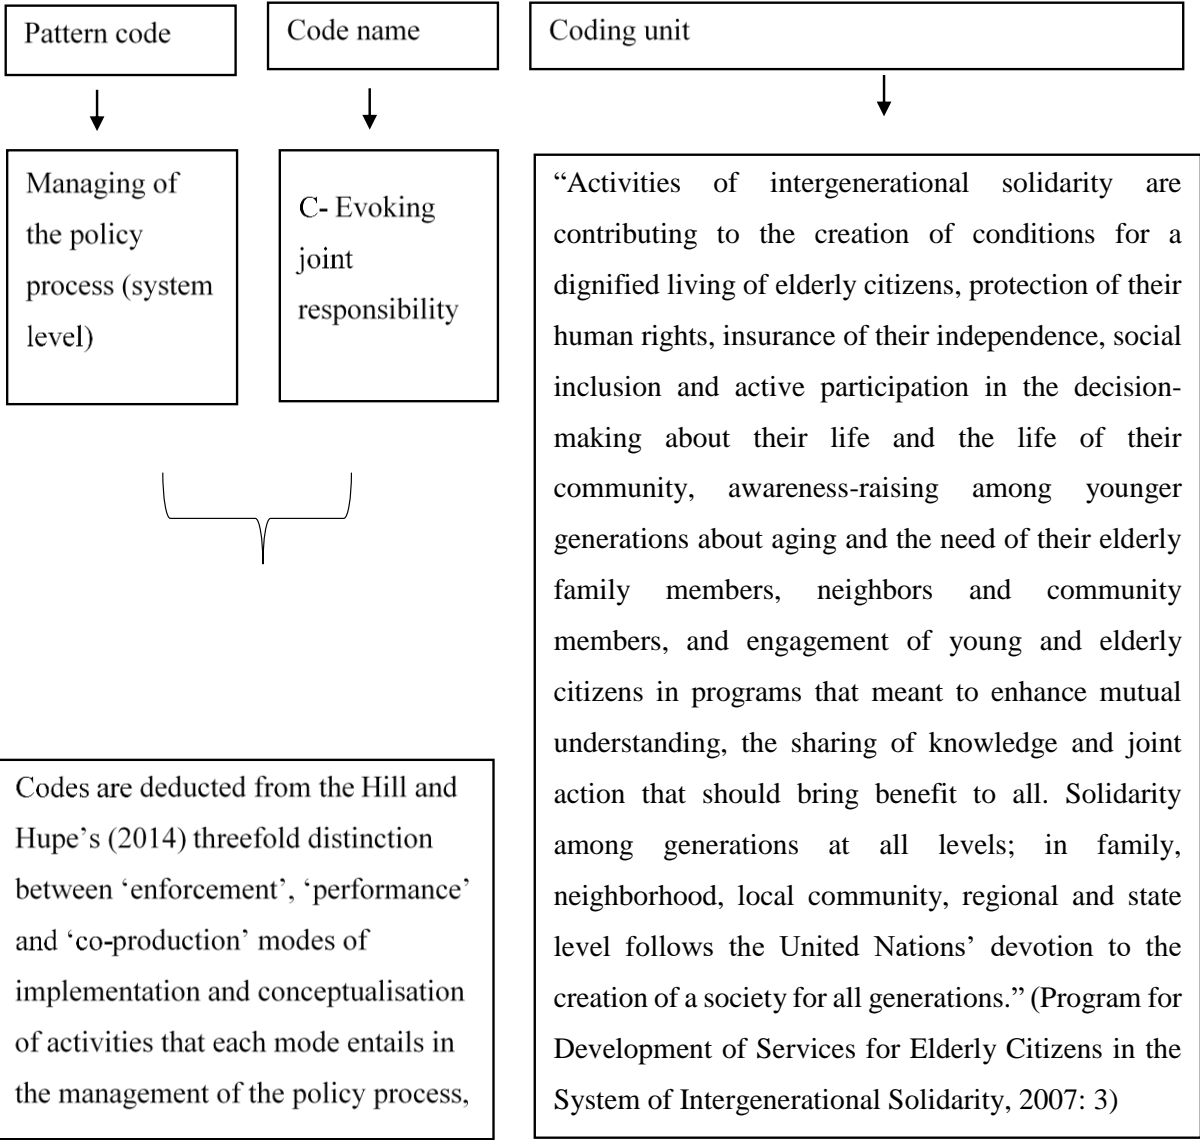 Pattern code
Code name
Coding unit
Managing of
the policy
process (system
level)
C- Evoking
joint
responsibility
“Activities of intergenerational solidarity are
contributing to the creation of conditions for a
dignified living of elderly citizens, protection of their
human rights, insurance of their independence, social
inclusion and active participation in the decision-
making about their life and the life of their
community, awareness-raising among younger
generations about aging and the need of their elderly
family members, neighbors and community
members, and engagement of young and elderly
citizens in programs that meant to enhance mutual
understanding, the sharing of knowledge and joint
action that should bring benefit to all. Solidarity
among generations at all levels; in family,
neighborhood, local community, regional and state
level follows the United Nations’ devotion to the
creation of a society for all generations.” (Program for
Development of Services for Elderly Citizens in the
System of Intergenerational Solidarity, 2007: 3)
Codes are deducted from the Hill and
Hupe’s (2014) threefold distinction
between ‘enforcement’, ‘performance’
and ‘co-production’ modes of
implementation and conceptualisation
of activities that each mode entails in
the management of the policy process,